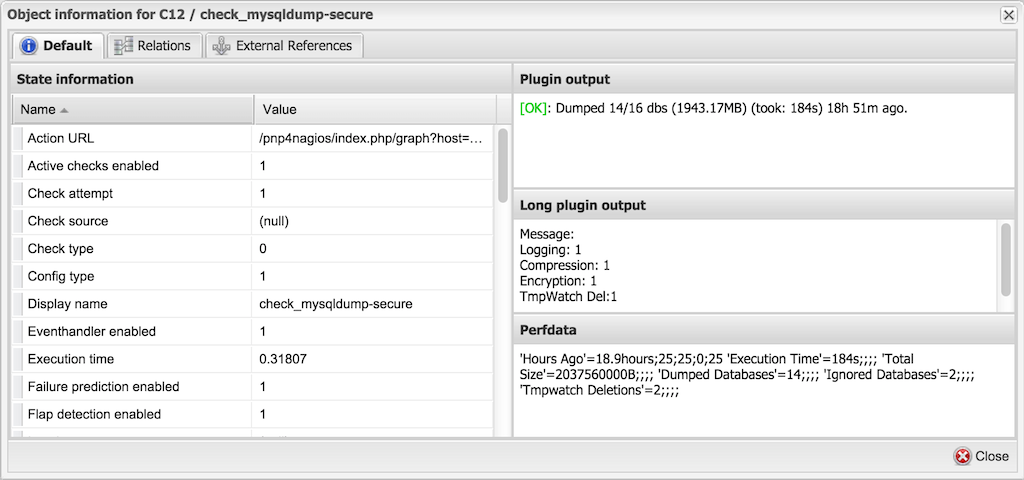 Object information for C12 / check_mysqldump-secure
Default Relations External References
State information
Name Value
Action URL /pnp4nagios/index.php/graph?host=...
Active checks enabled 1
Check attempt 1
Check source (null)
Check type 0
Config type 1
Display name check_mysqldump-secure
Eventhandler enabled 1
Execution time 0.31807
Failure prediction enabled 1
Flap detection enabled 1
Plugin output
[OK]: Dumped 14/16 dbs (1943.17MB) (took: 184s) 18h 51m ago.
Long plugin output
Message:
Logging: 1
Compression: 1
Encryption: 1
TmpWatch Del:1
Perfdata
'Hours Ago'=18.9hours;25;25;0;25 'Execution Time'=184s;;;; 'Total
Size'=2037560000B;;;; 'Dumped Databases'=14;;;; 'Ignored Databases'=2;;;;
'Tmpwatch Deletions'=2;;;;
Close